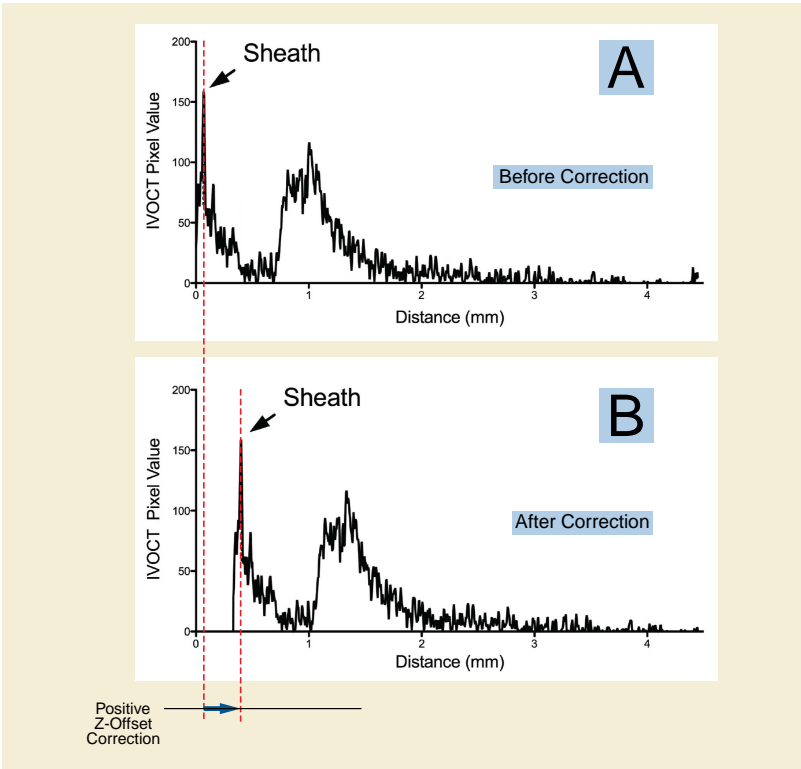 A
Sheath
Before Correction
200
150
100
50
0
IVOCT Pixel Value
0 1 2 3 4
Distance (mm)
B
Sheath
After Correction
200
150
100
50
0
IVOCT Pixel Value
0 1 2 3 4
Distance (mm)
Positive
Z-Offset
Correction